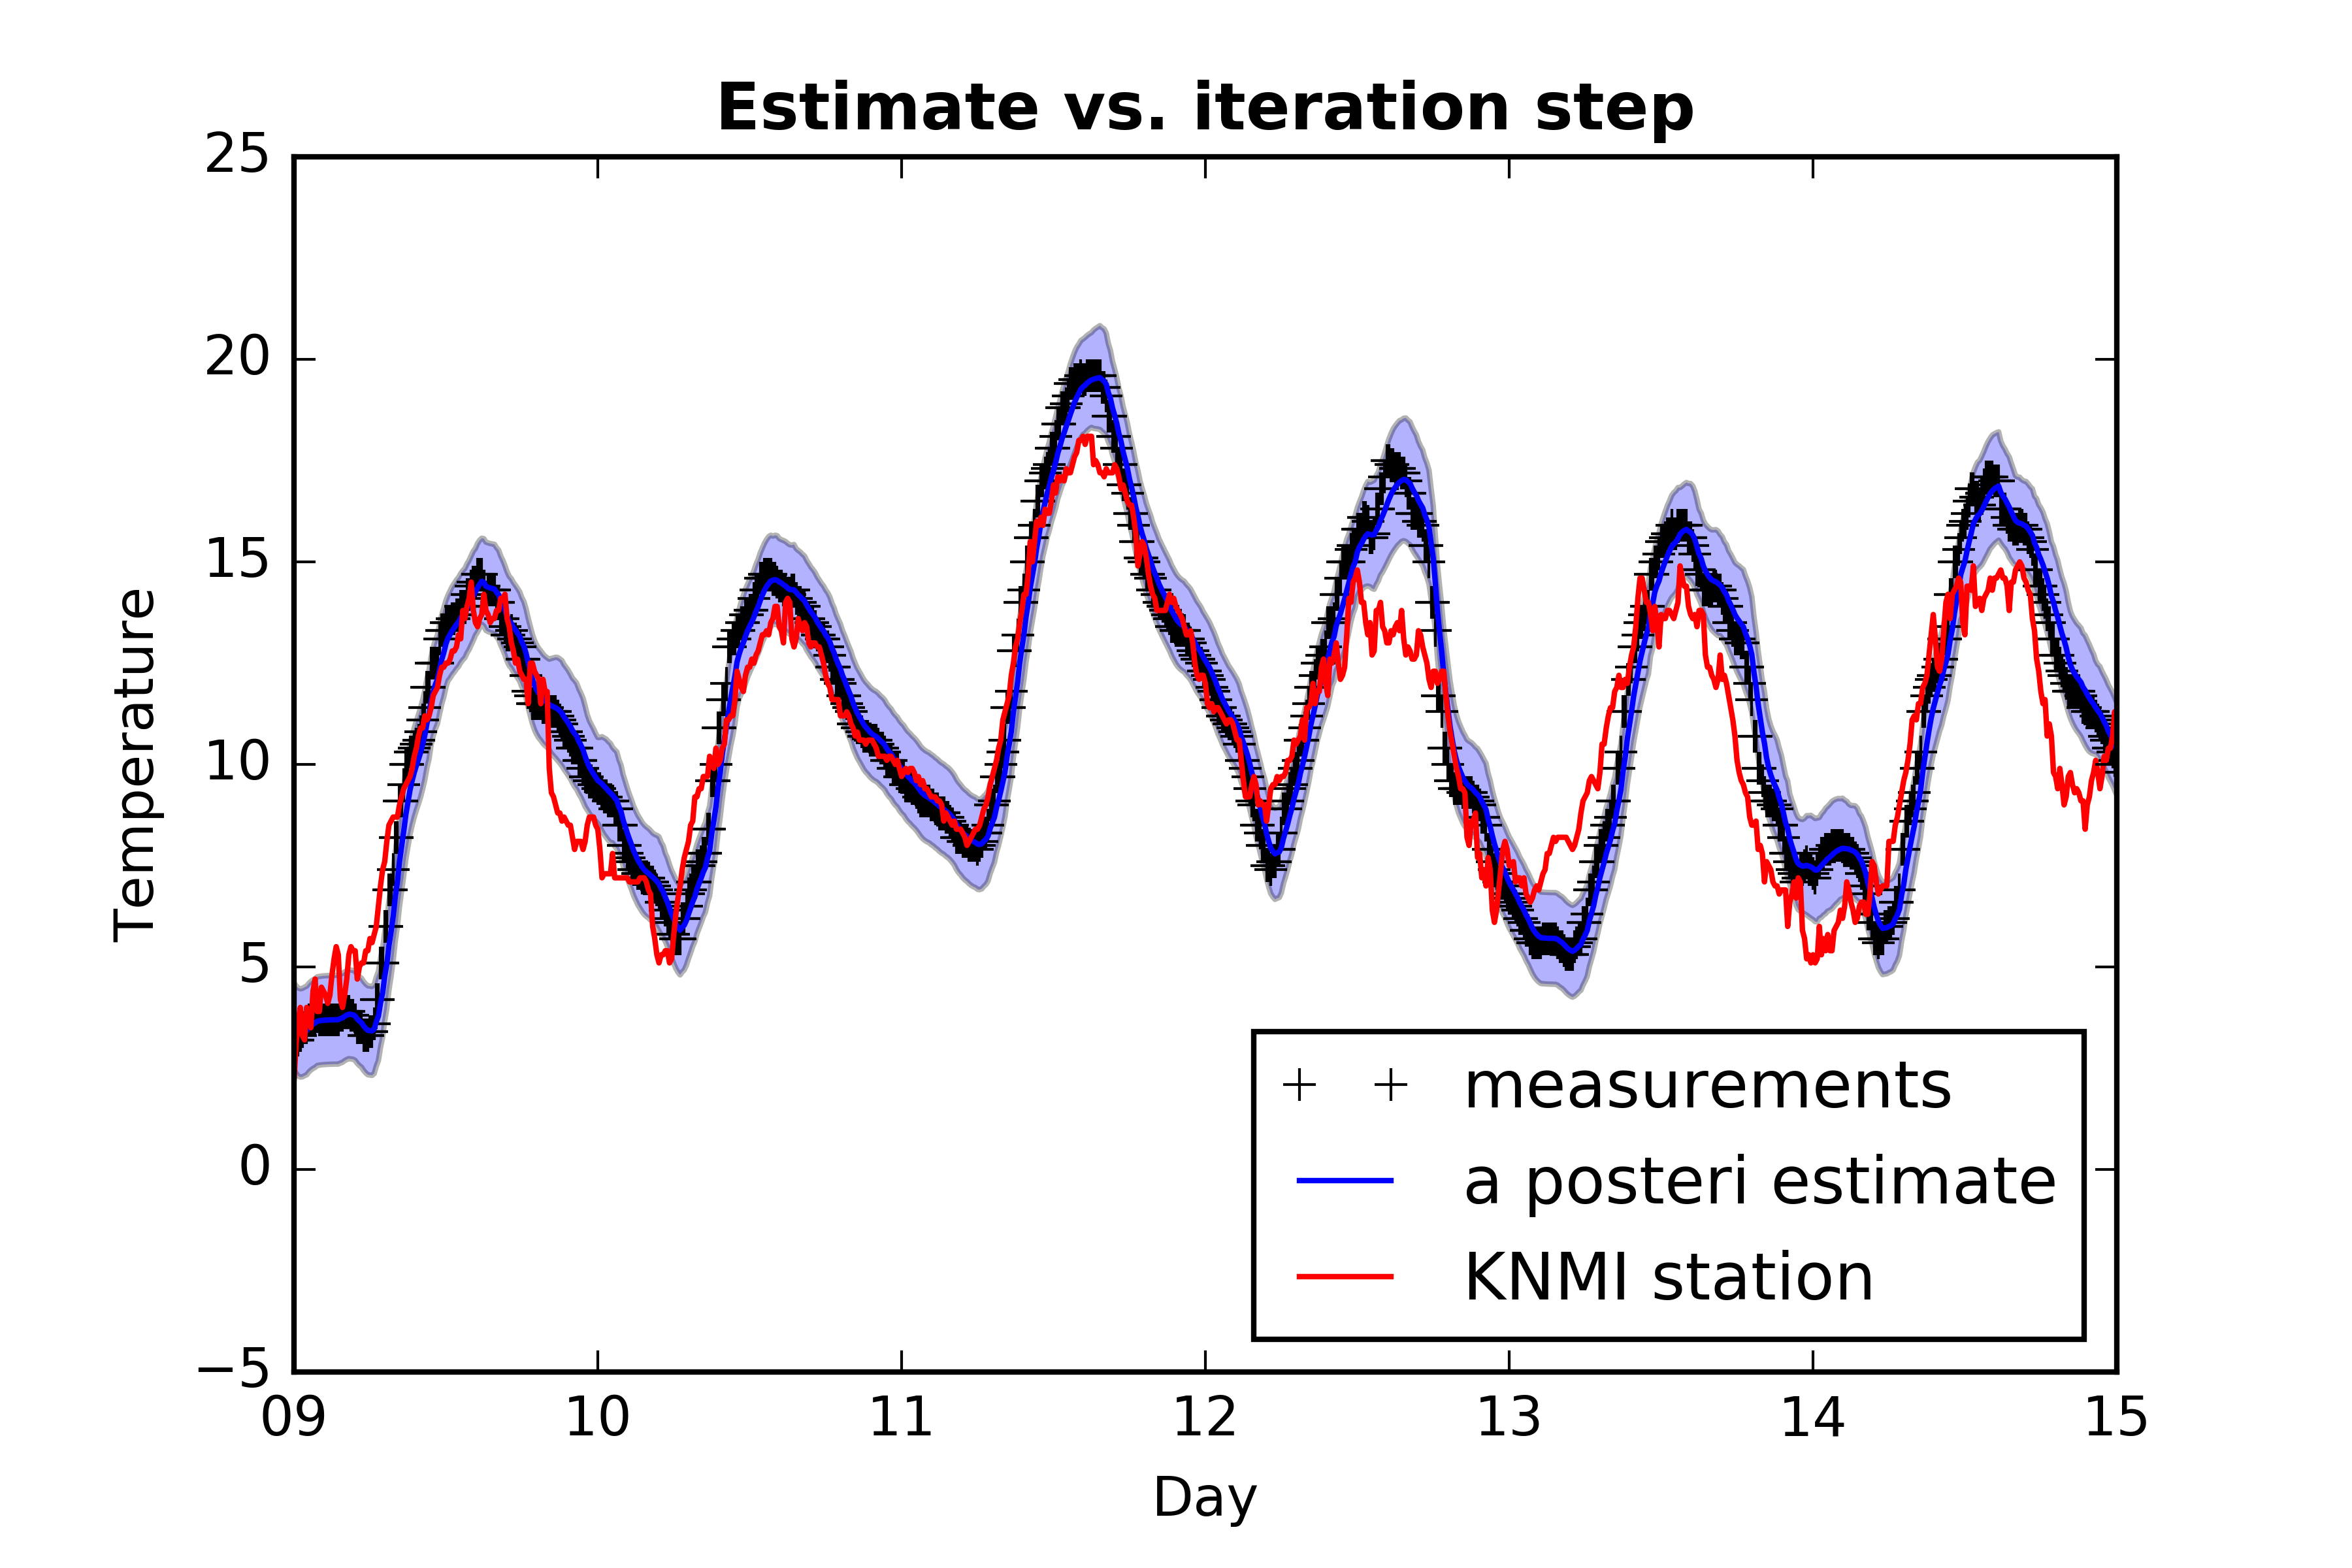 Estimate vs. iteration step
25
20
15
10
5
0
−5
Temperature
09 10 11 12 13 14 15
Day
measurements
a posteri estimate
KNMI station